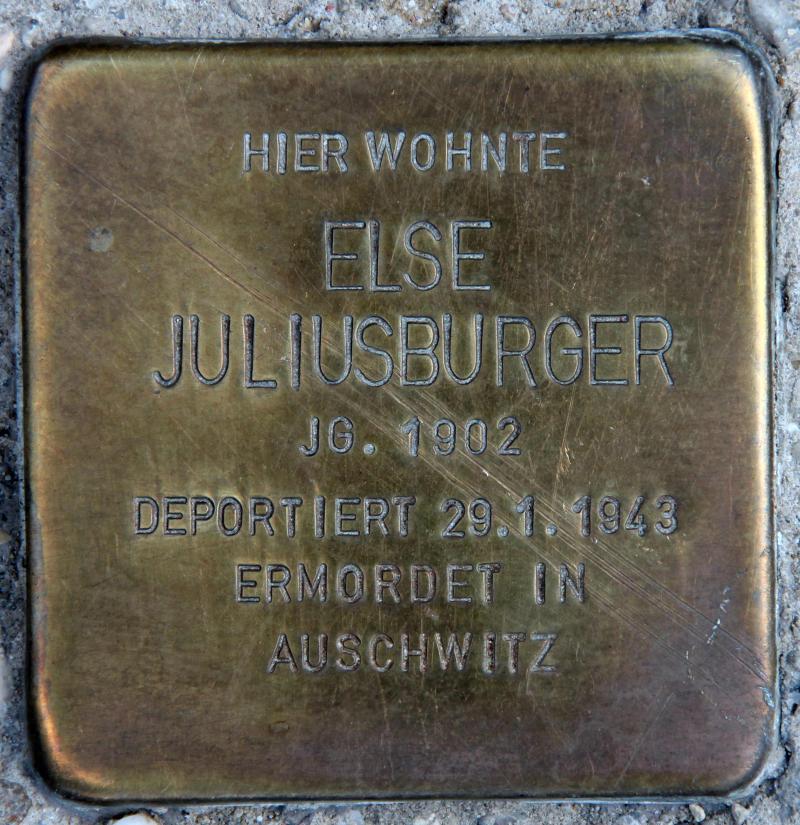 HIER WOHNTE
ELSE
JULIUSBURGER
JG. 1902
DEPORTIERT 29.1.1943
ERMORDET IN
AUSCHWITZ